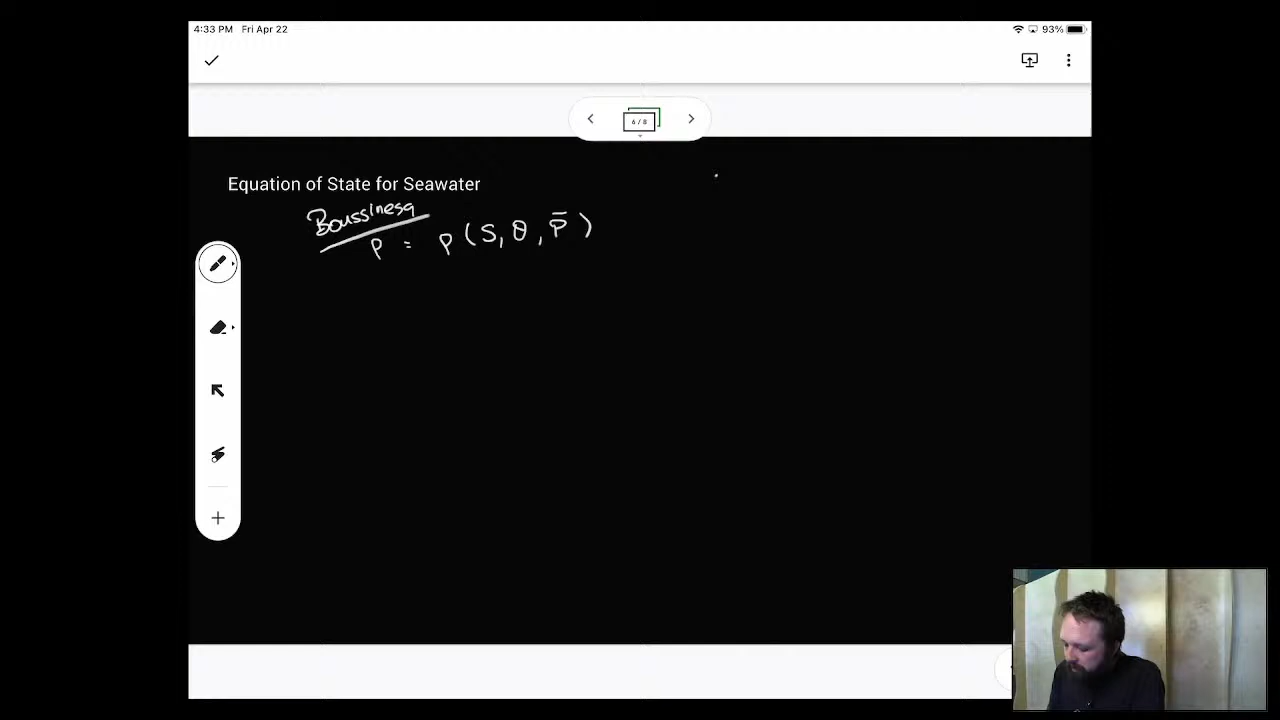 4:33 PM Fri Apr 22 93%
6 / 8
Equation of State for Seawater
Boussinesq
ρ = ρ (S, θ, p̄)